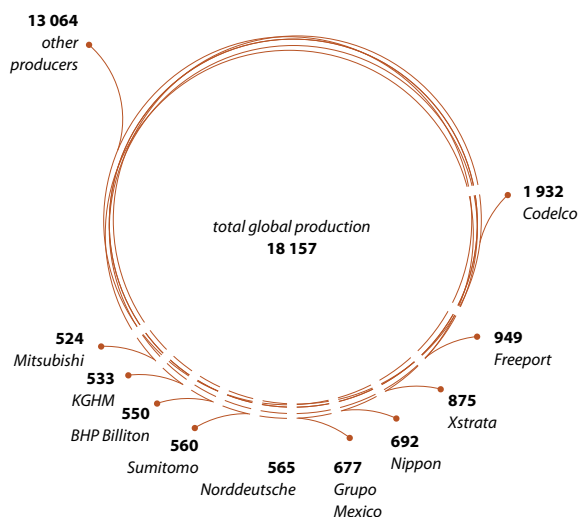 13 064
other
producers
total global production
18 157
1 932
Codelco
949
Freeport
875
Xstrata
692
Nippon
677
Grupo
Mexico
565
Norddeutsche
560
Sumitomo
550
BHP Billiton
533
KGHM
524
Mitsubishi